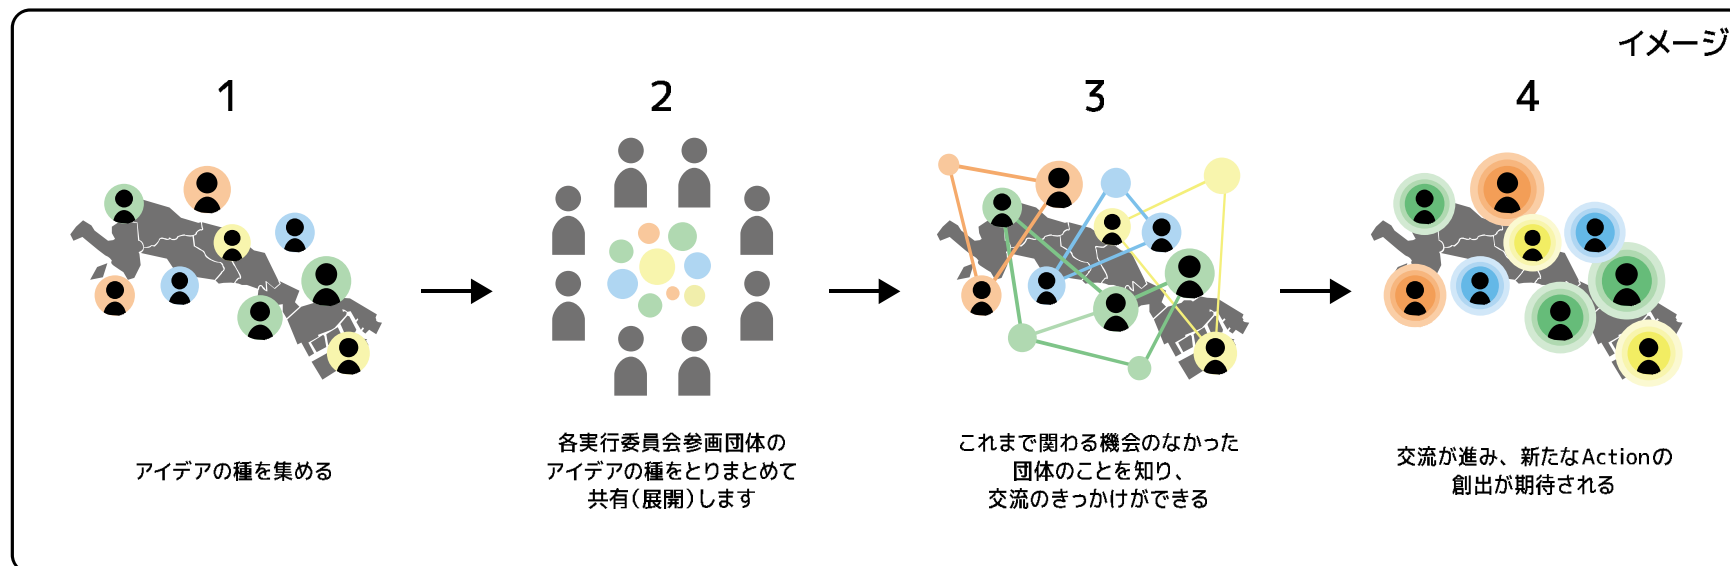 イメージ
1
アイデアの種を集める
2
各実行委員会参画団体の
アイデアの種をとりまとめて
共有(展開)します
3
これまで関わる機会のなかった
団体のことを知り、
交流のきっかけができる
4
交流が進み、新たなActionの
創出が期待される